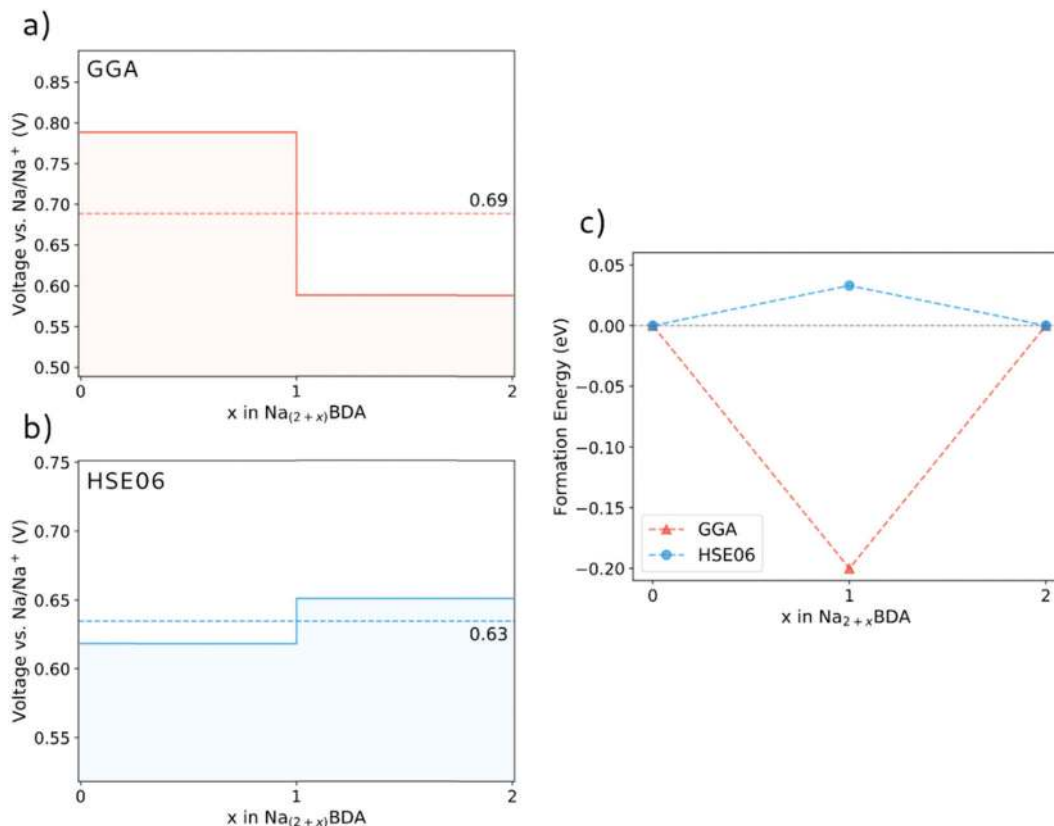 a)
GGA
Voltage vs. Na/Na⁺ (V)
0.85
0.80
0.75
0.70
0.65
0.60
0.55
0.50
0.69
0 1 2
x in Na₍₂₊ₓ₎BDA
b)
HSE06
Voltage vs. Na/Na⁺ (V)
0.75
0.70
0.65
0.60
0.55
0.63
0 1 2
x in Na₍₂₊ₓ₎BDA
c)
Formation Energy (eV)
0.05
0.00
−0.05
−0.10
−0.15
−0.20
GGA
HSE06
0 1 2
x in Na₂₊ₓBDA